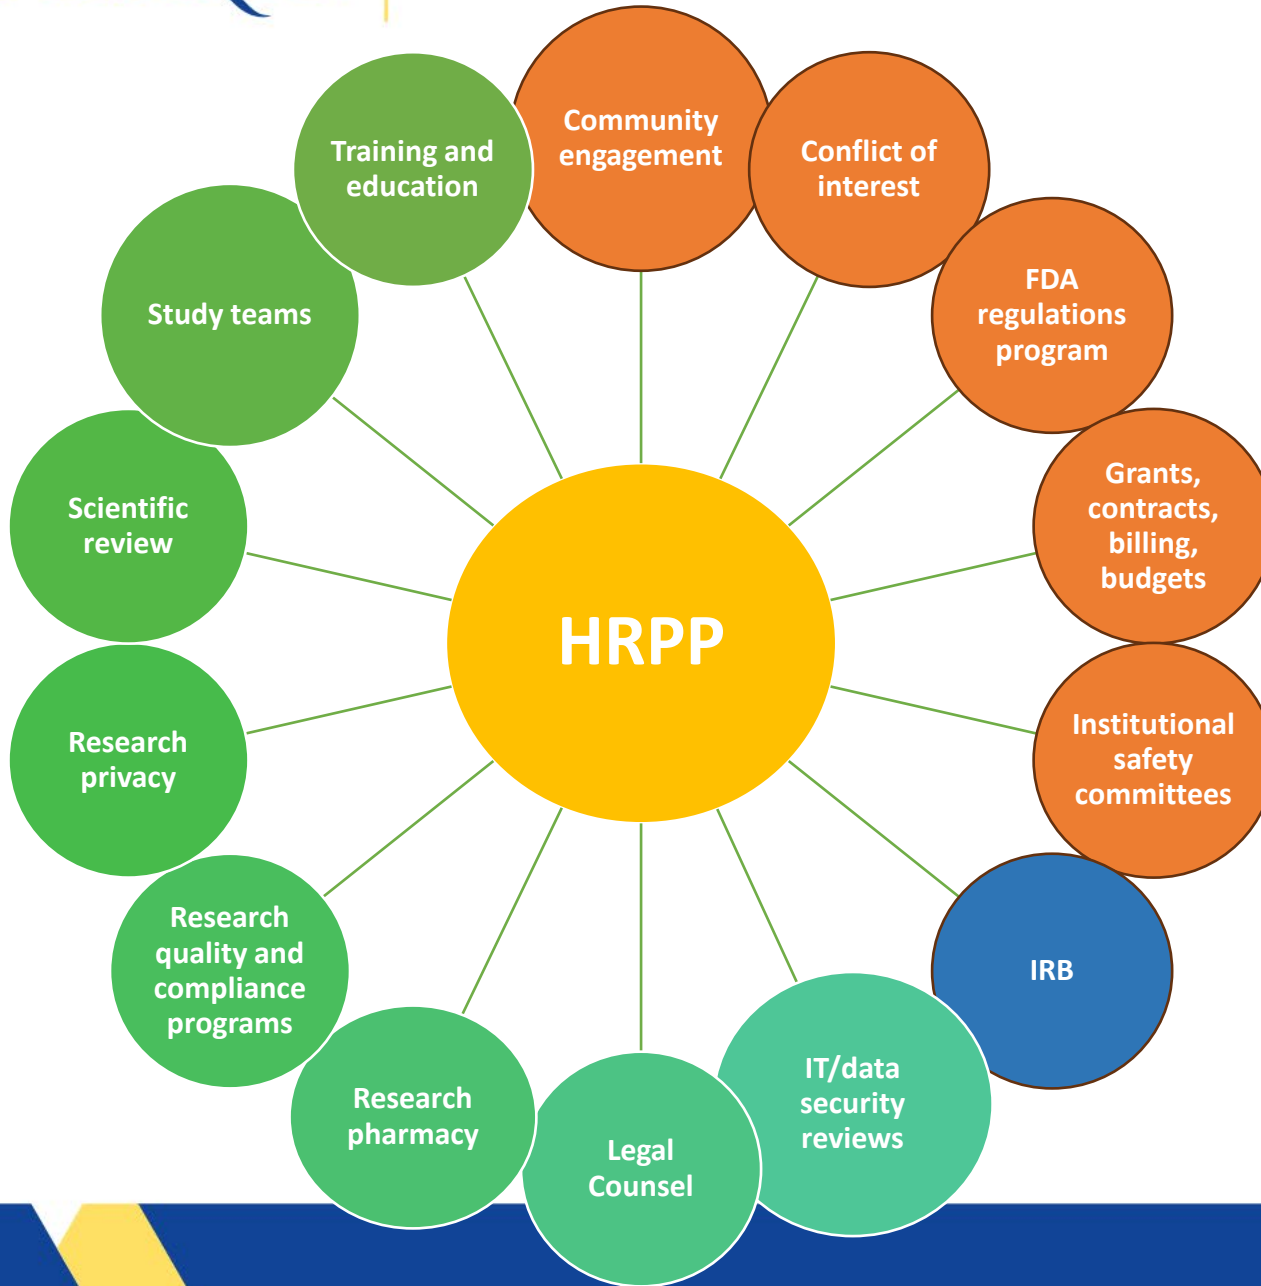 Community
engagement
Conflict of
interest
FDA
regulations
program
Grants,
contracts,
billing,
budgets
Institutional
safety
committees
IRB
IT/data
security
reviews
Legal
Counsel
Research
pharmacy
Research
quality and
compliance
programs
Research
privacy
Scientific
review
Study teams
Training and
education
HRPP